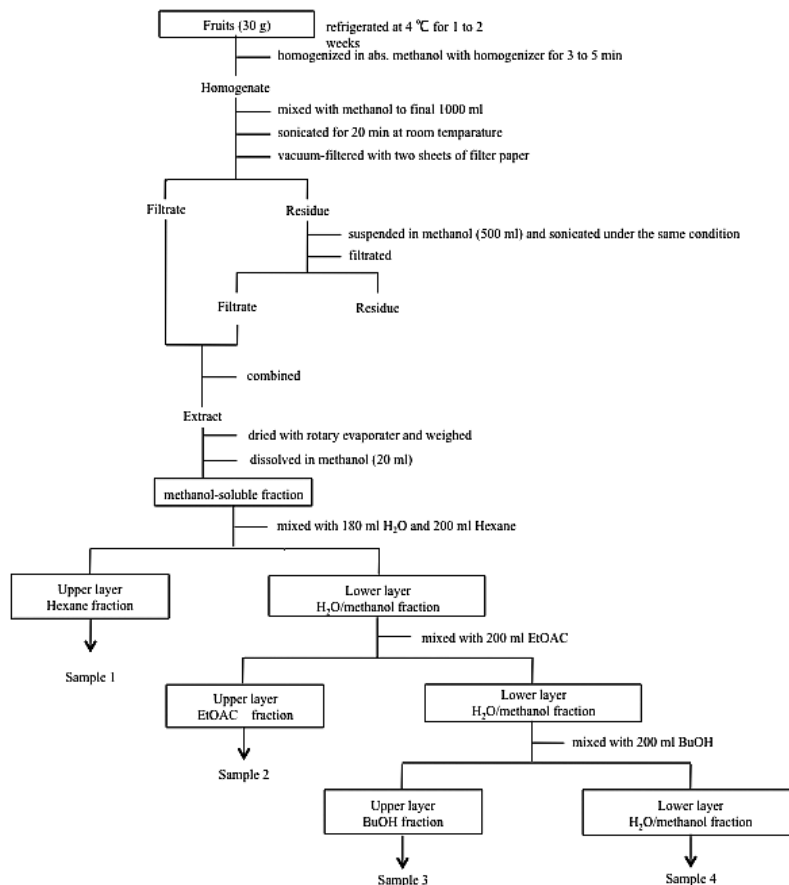 Fruits (30 g)
refrigerated at 4 ℃ for 1 to 2
weeks
homogenized in abs. methanol with homogenizer for 3 to 5 min
Homogenate
mixed with methanol to final 1000 ml
sonicated for 20 min at room temparature
vacuum-filtered with two sheets of filter paper
Filtrate
Residue
suspended in methanol (500 ml) and sonicated under the same condition
filtrated
Filtrate
Residue
combined
Extract
dried with rotary evaporater and weighed
dissolved in methanol (20 ml)
methanol-soluble fraction
mixed with 180 ml H₂O and 200 ml Hexane
Upper layer
Hexane fraction
Lower layer
H₂O/methanol fraction
mixed with 200 ml EtOAC
Sample 1
Upper layer
EtOAC fraction
Lower layer
H₂O/methanol fraction
mixed with 200 ml BuOH
Sample 2
Upper layer
BuOH fraction
Lower layer
H₂O/methanol fraction
Sample 3
Sample 4